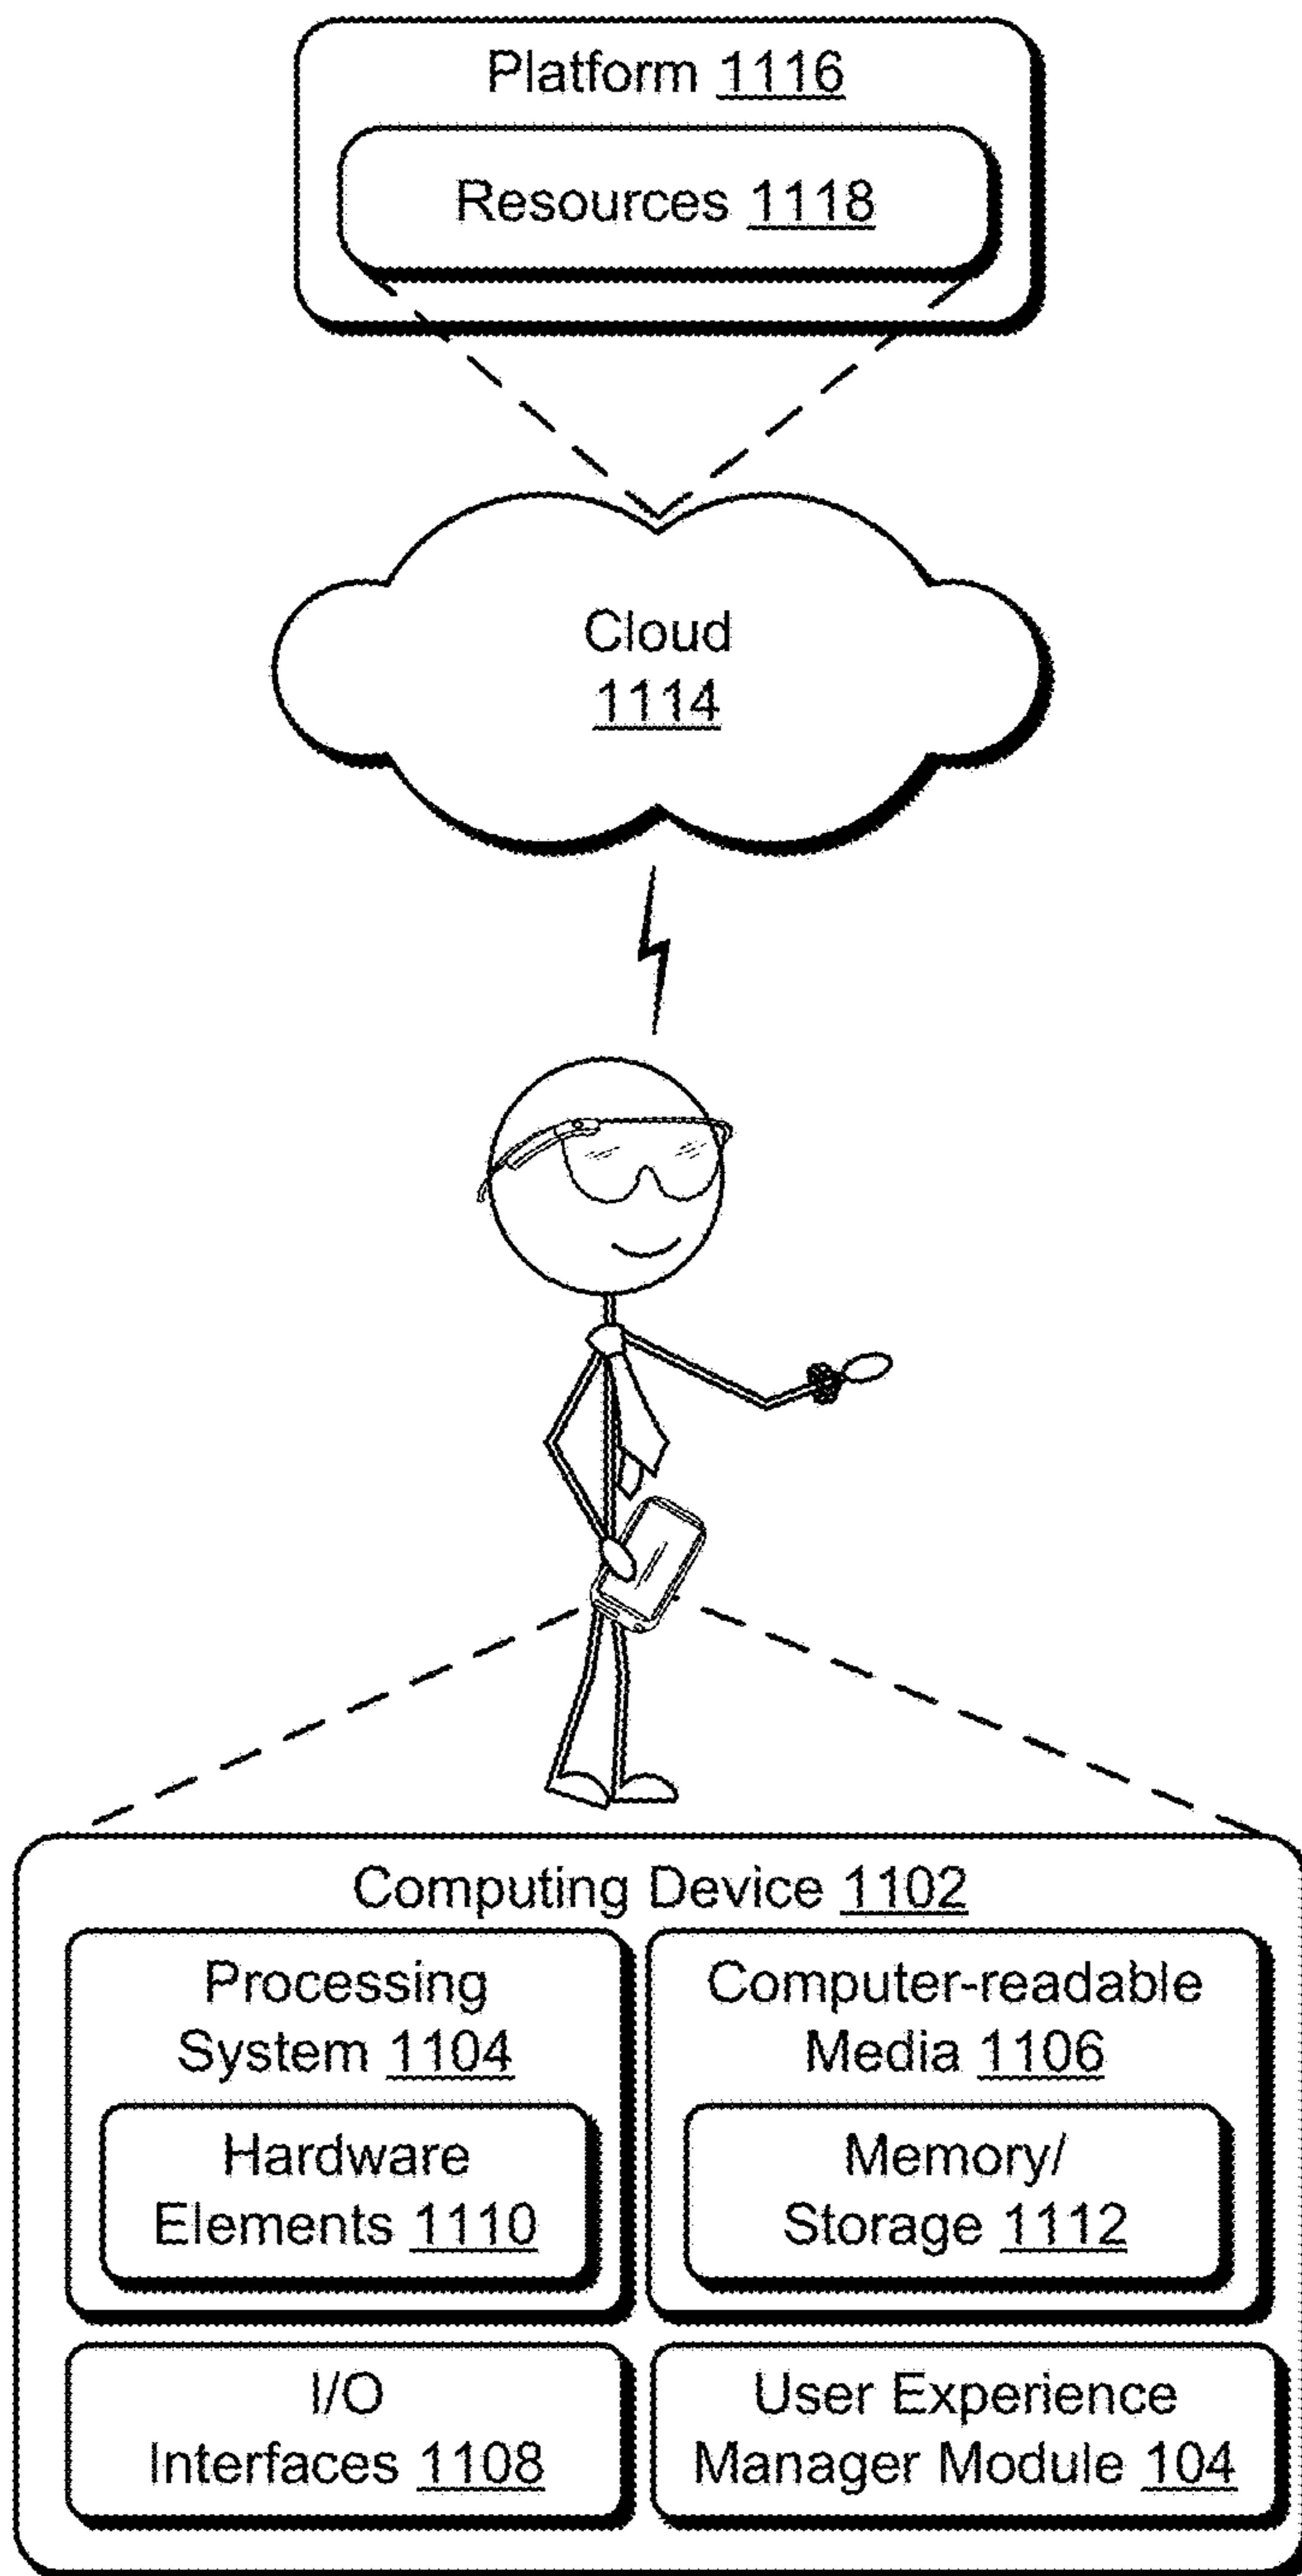 Platform 1116
Resources 1118
Cloud
1114
Computing Device 1102
Processing
System 1104
Hardware
Elements 1110
Computer-readable
Media 1106
Memory/
Storage 1112
I/O
Interfaces 1108
User Experience
Manager Module 104